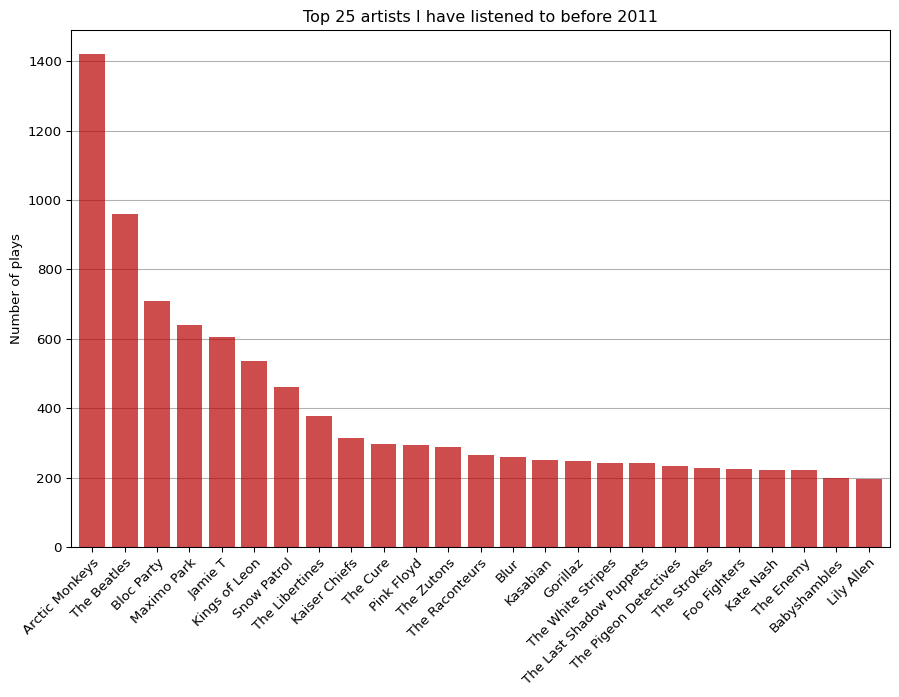 Top 25 artists I have listened to before 2011
Number of plays
1400
1200
1000
800
600
400
200
0
Arctic Monkeys
The Beatles
Bloc Party
Maximo Park
Jamie T
Kings of Leon
Snow Patrol
The Libertines
Kaiser Chiefs
The Cure
Pink Floyd
The Zutons
The Raconteurs
Blur
Kasabian
Gorillaz
The White Stripes
The Last Shadow Puppets
The Pigeon Detectives
The Strokes
Foo Fighters
Kate Nash
The Enemy
Babyshambles
Lily Allen